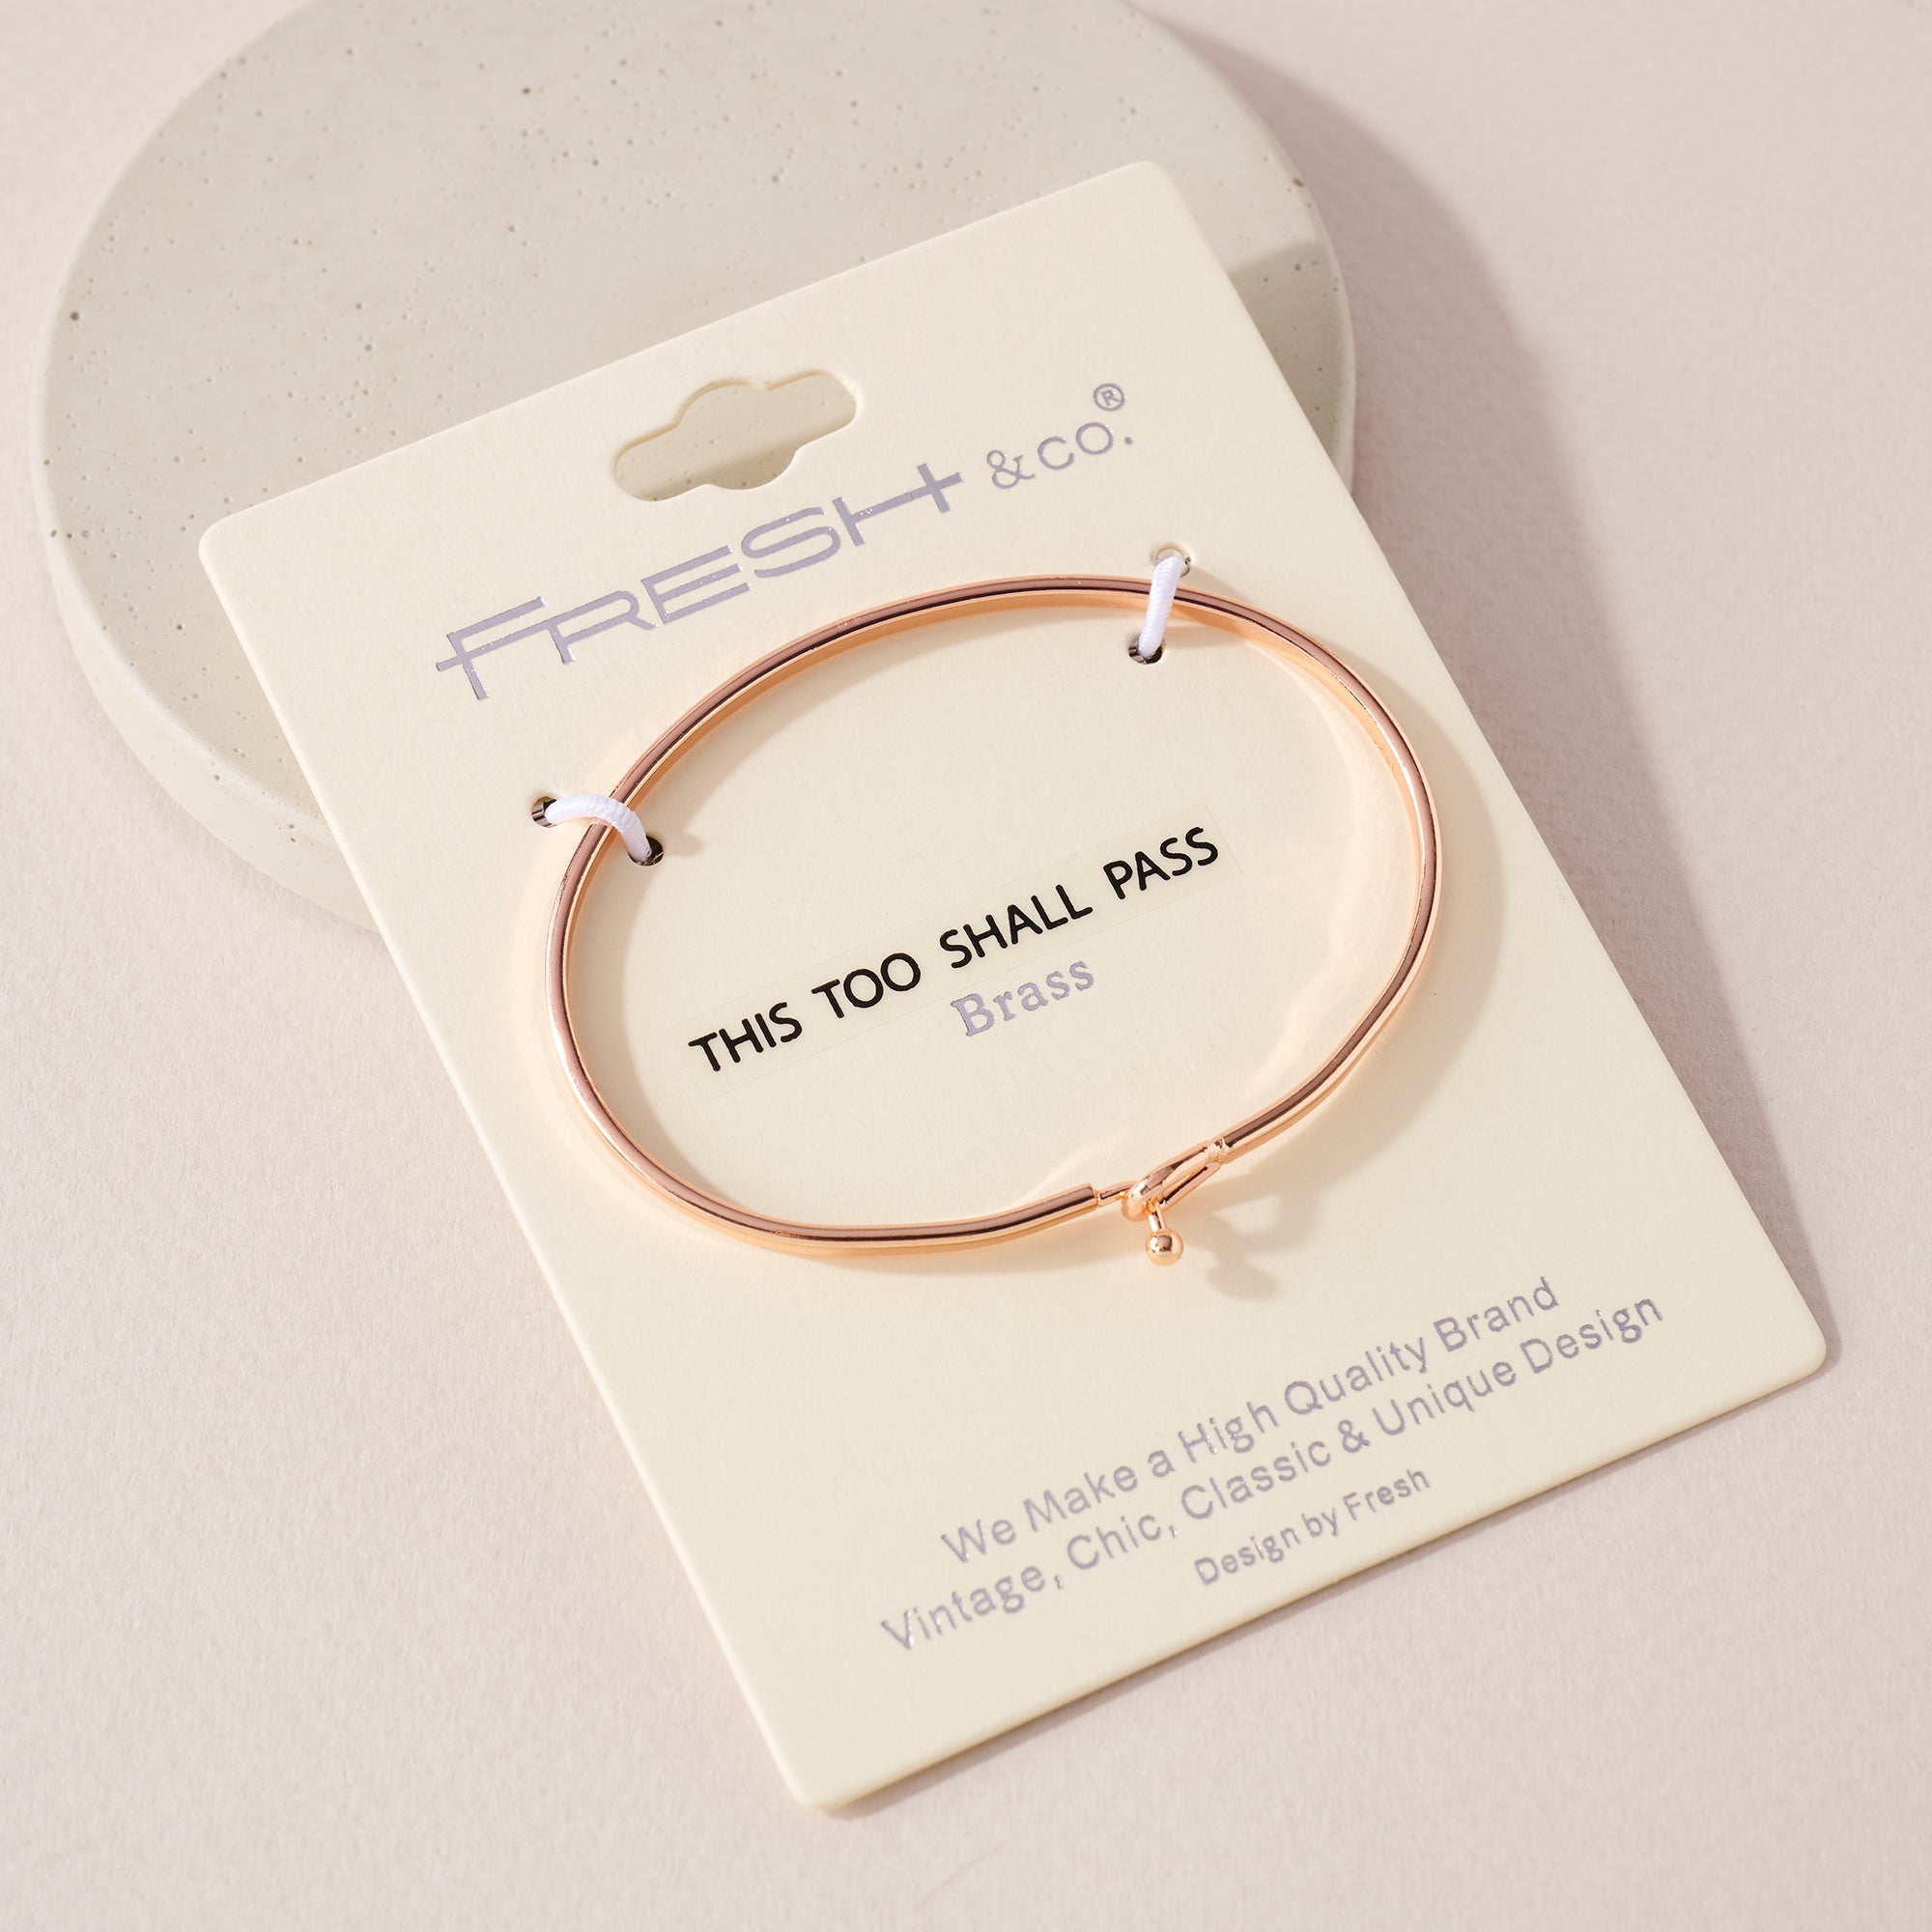 FRESH & CO.®
THIS TOO SHALL PASS
Brass
We Make a High Quality Brand
Vintage, Chic, Classic & Unique Design
Design by Fresh